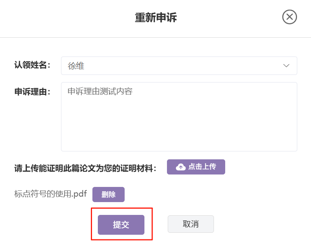 重新申诉
认领姓名： 徐维
申诉理由： 申诉理由测试内容
请上传能证明此篇论文为您的证明材料： 点击上传
标点符号的使用.pdf 删除
提交 取消